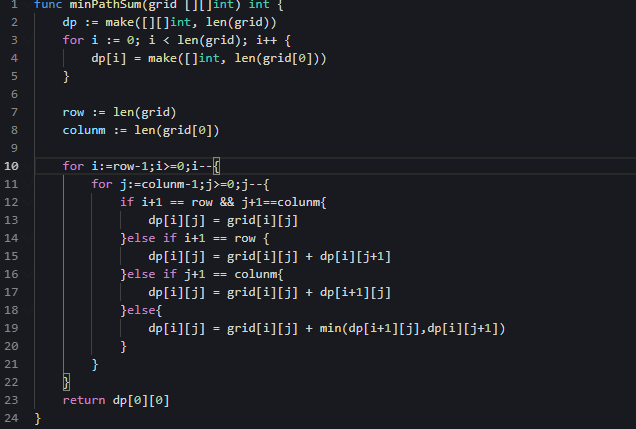 1 func minPathSum(grid [][]int) int {
2 dp := make([][]int, len(grid))
3 for i := 0; i < len(grid); i++ {
4 dp[i] = make([]int, len(grid[0]))
5 }
6
7 row := len(grid)
8 colunm := len(grid[0])
9
10 for i:=row-1;i>=0;i--{
11 for j:=colunm-1;j>=0;j--{
12 if i+1 == row && j+1==colunm{
13 dp[i][j] = grid[i][j]
14 }else if i+1 == row {
15 dp[i][j] = grid[i][j] + dp[i][j+1]
16 }else if j+1 == colunm{
17 dp[i][j] = grid[i][j] + dp[i+1][j]
18 }else{
19 dp[i][j] = grid[i][j] + min(dp[i+1][j],dp[i][j+1])
20 }
21 }
22 }
23 return dp[0][0]
24 }